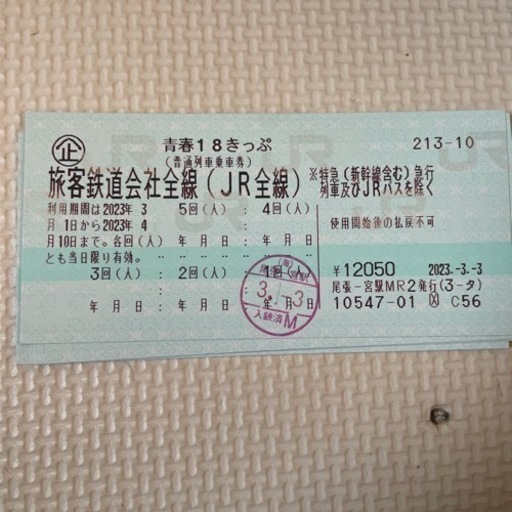 企
青春18きっぷ
(普通列車乗車券)
213-10
旅客鉄道会社全線(JR全線)
※特急(新幹線含む)急行
列車及びJRバスを除く
利用期間は2023年 3 5回(人) : 4回(人)
月 1日から2023年 4
月10日まで。各回(人) 年 月 日: 年 月 日
とも当日限り有効。
使用開始後の払戻不可
3回(人) : 2回(人) : 1回(人)
年 月 日: 年 月 日: 年 月 日
3.-3
入鋏済M
¥12050 2023.-3.-3
尾張一宮駅MR2発行(3-タ)
10547-01 C56